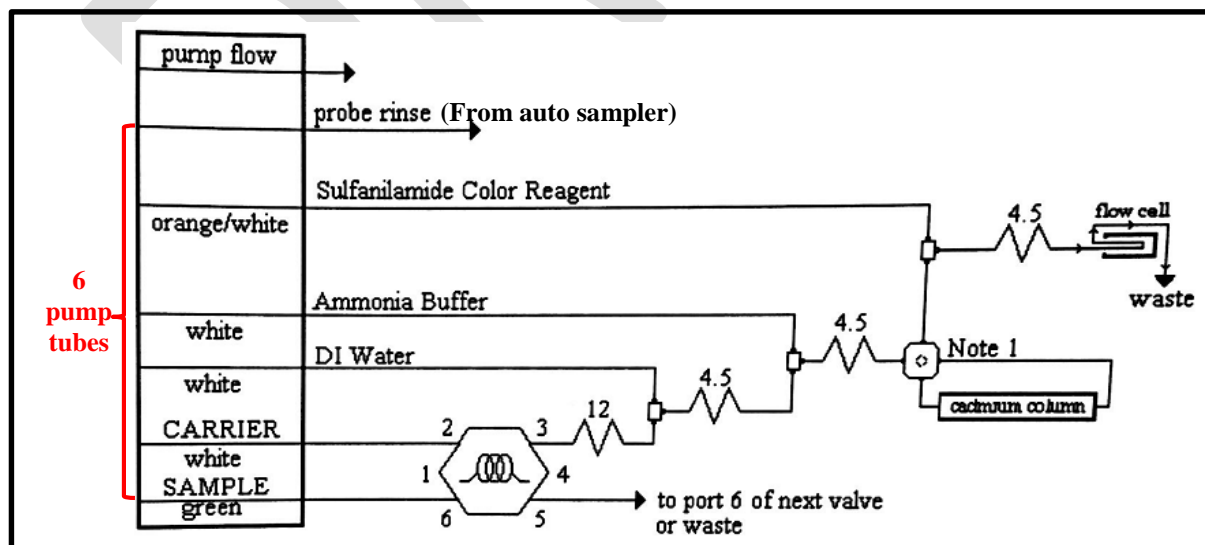 pump flow
probe rinse (From auto sampler)
Sulfanilamide Color Reagent
orange/white
4.5
flow cell
waste
6
pump
tubes
Ammonia Buffer
white
4.5
Note 1
DI Water
white
4.5
cadmium column
12
CARRIER
2
3
white
1
4
SAMPLE
green
6
5
to port 6 of next valve
or waste